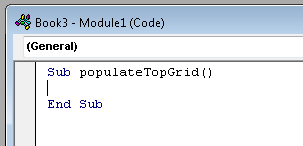 Book3 - Module1 (Code)
(General)
Sub populateTopGrid()
End Sub